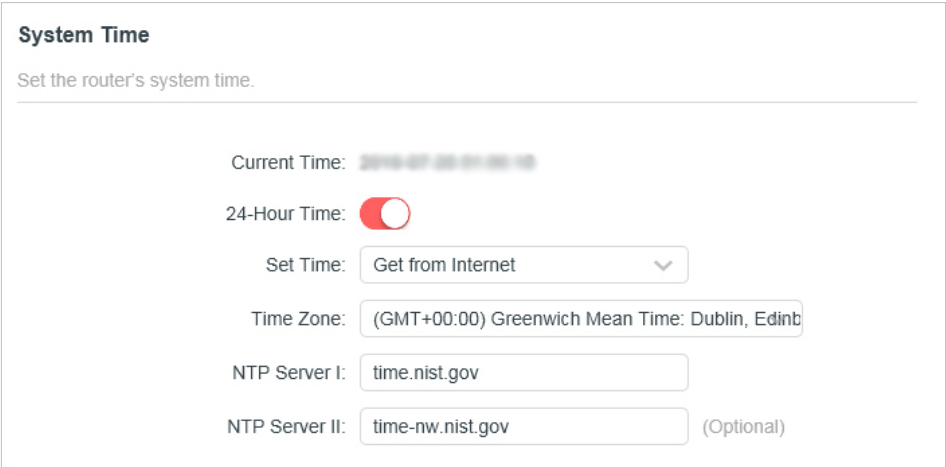 System Time
Set the router's system time.
Current Time:
24-Hour Time:
Set Time: Get from Internet
Time Zone: (GMT+00:00) Greenwich Mean Time: Dublin, Edinb
NTP Server I: time.nist.gov
NTP Server II: time-nw.nist.gov (Optional)